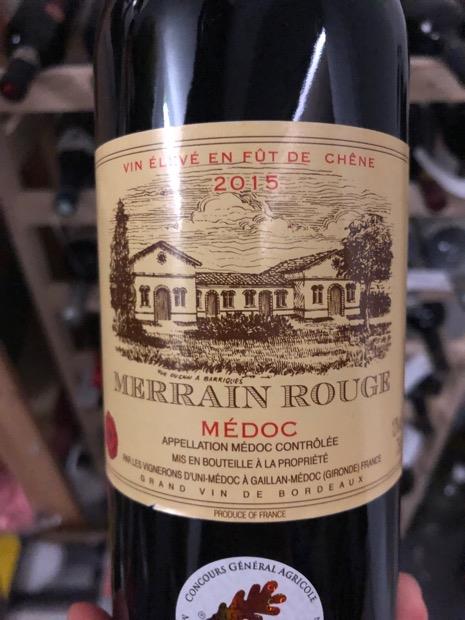 VIN ÉLEVÉ EN FÛT DE CHÊNE
2015
MERRAIN ROUGE
MÉDOC
APPELLATION MÉDOC CONTRÔLÉE
MIS EN BOUTEILLE À LA PROPRIÉTÉ
PAR LES VIGNERONS D'UNI-MÉDOC À GAILLAN-MÉDOC (GIRONDE) FRANCE
GRAND VIN DE BORDEAUX
PRODUCE OF FRANCE
CONCOURS GÉNÉRAL AGRICOLE